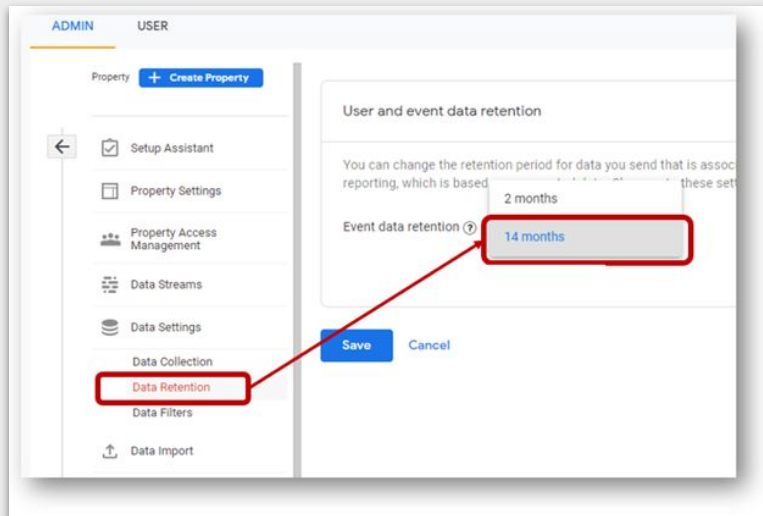 ADMIN USER
Property + Create Property
Setup Assistant
Property Settings
Property Access
Management
Data Streams
Data Settings
Data Collection
Data Retention
Data Filters
Data Import
User and event data retention
You can change the retention period for data you send that is assoc
reporting, which is based these set
2 months
Event data retention ?
14 months
Save Cancel